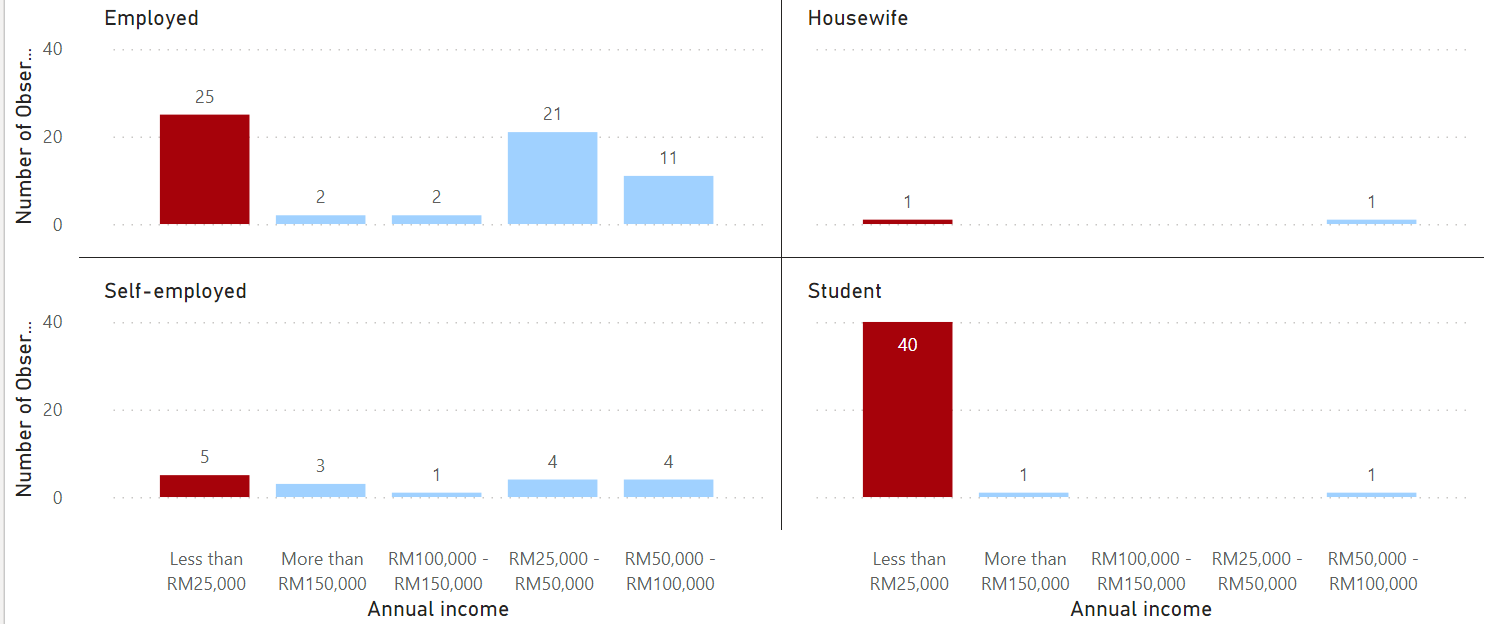 Employed
Number of Obser...
40
20
0
25
2
2
21
11
Housewife
1
1
Self-employed
Number of Obser...
40
20
0
5
3
1
4
4
Student
40
1
1
Less than
RM25,000
More than
RM150,000
RM100,000 -
RM150,000
RM25,000 -
RM50,000
RM50,000 -
RM100,000
Annual income
Less than
RM25,000
More than
RM150,000
RM100,000 -
RM150,000
RM25,000 -
RM50,000
RM50,000 -
RM100,000
Annual income